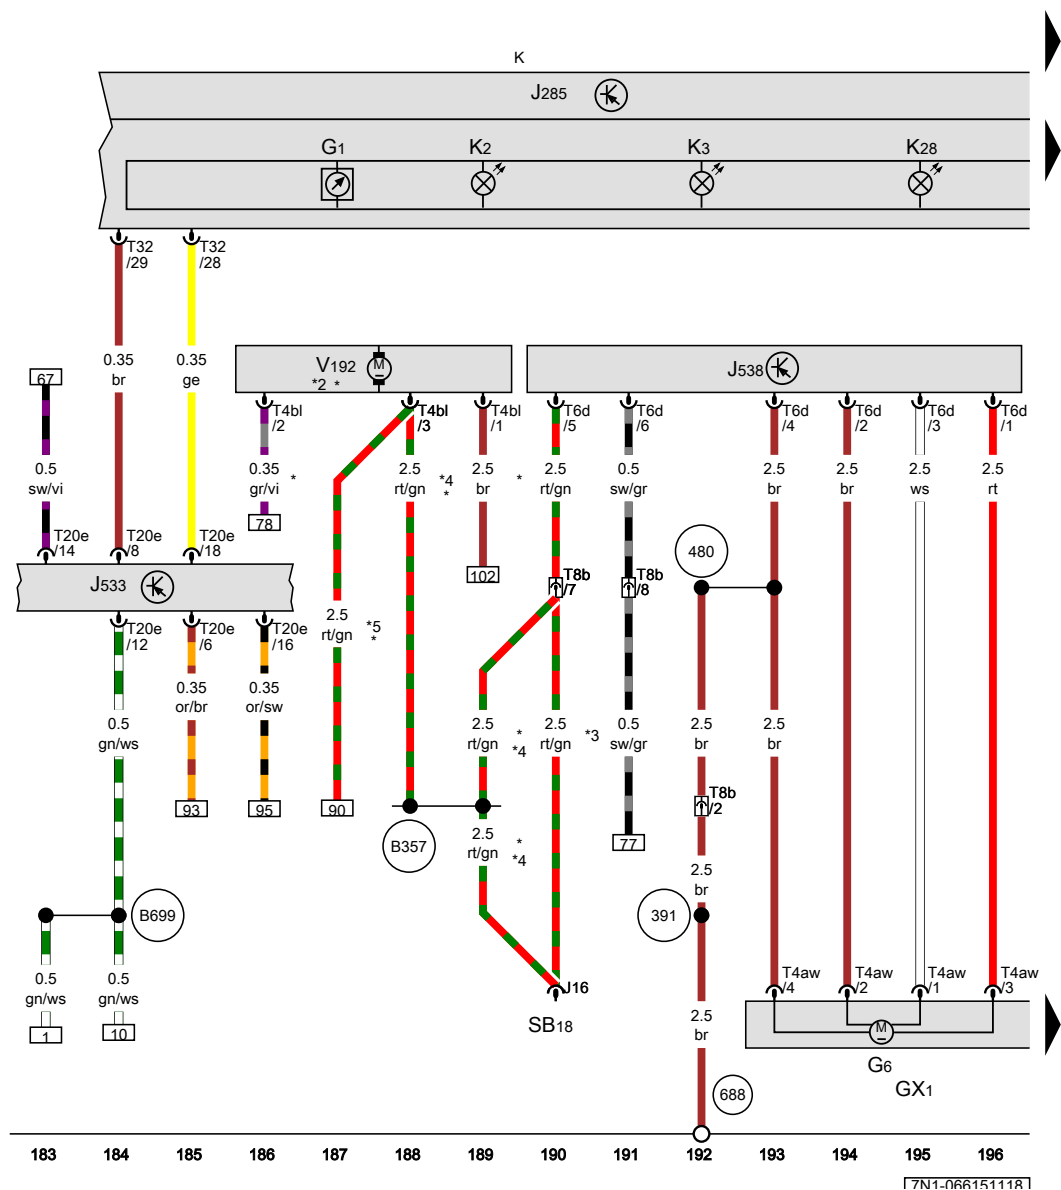 K
J285
G1
K2
K3
K28
T32
/29
T32
/28
0.35
br
0.35
ge
67
0.5
sw/vi
V192
*2 *
J538
T4bl
/2
T4bl
/3
T4bl
/1
T6d
/5
T6d
/6
T6d
/4
T6d
/2
T6d
/3
T6d
/1
0.35
gr/vi
*
2.5
rt/gn
*4
*
2.5
br
*
2.5
rt/gn
0.5
sw/gr
2.5
br
2.5
br
2.5
ws
2.5
rt
78
102
T20e
/14
T20e
/8
T20e
/18
J533
480
T8b
/7
T8b
/8
T20e
/12
T20e
/6
T20e
/16
2.5
rt/gn
*5
*
0.35
or/br
0.35
or/sw
0.5
gn/ws
2.5
rt/gn
*
*4
2.5
rt/gn
*3
0.5
sw/gr
2.5
br
2.5
br
93
95
90
T8b
/2
B357
2.5
rt/gn
*
*4
77
2.5
br
B699
391
0.5
gn/ws
0.5
gn/ws
J16
SB18
T4aw
/4
T4aw
/2
T4aw
/1
T4aw
/3
1
10
2.5
br
M
M
G6
GX1
688
183 184 185 186 187 188 189 190 191 192 193 194 195 196
7N1-066151118